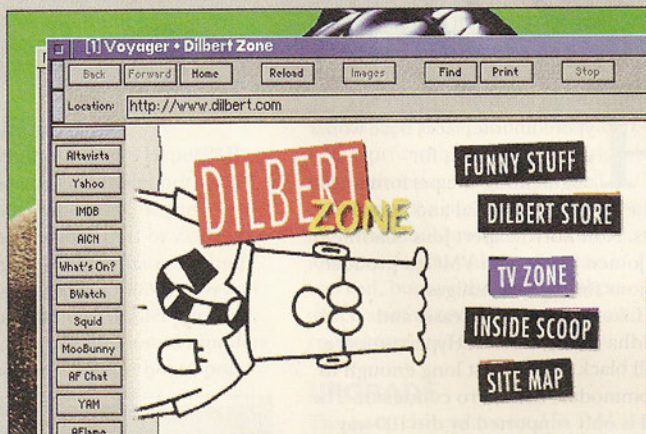 [1] Voyager • Dilbert Zone
Back Forward Home Reload Images Find Print Stop
Location: http://www.dilbert.com
Altavista
Yahoo
IMDB
AICN
What's On?
BWatch
Squid
MooBunny
AF Chat
YAM
AFlame
DILBERT
ZONE
FUNNY STUFF
DILBERT STORE
TV ZONE
INSIDE SCOOP
SITE MAP